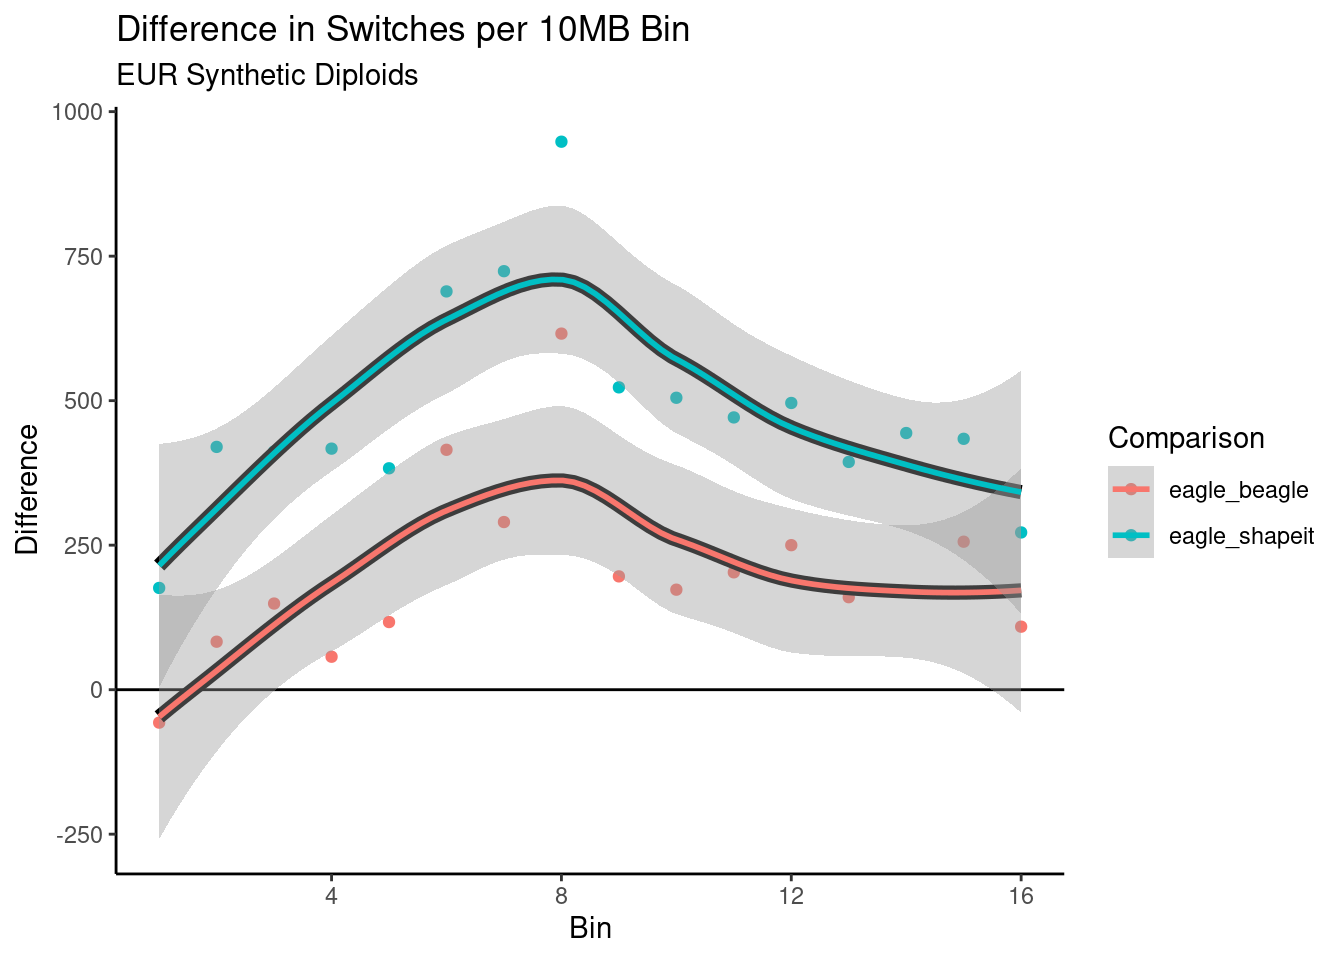 Difference in Switches per 10MB Bin
EUR Synthetic Diploids
1000
750
500
250
0
-250
Difference
4 8 12 16
Bin
Comparison
eagle_beagle
eagle_shapeit